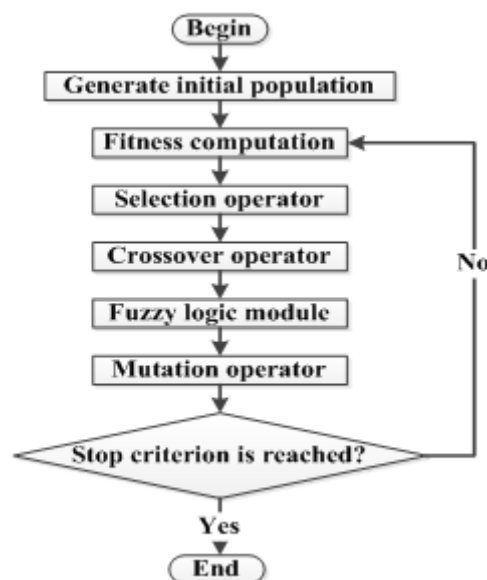 Begin
Generate initial population
Fitness computation
Selection operator
Crossover operator
No
Fuzzy logic module
Mutation operator
Stop criterion is reached?
Yes
End